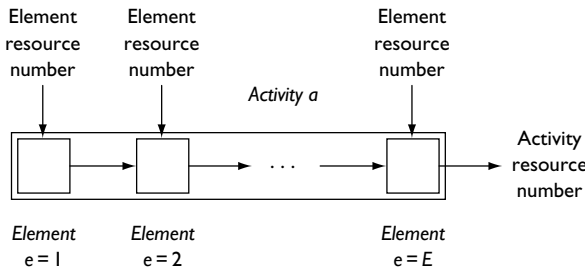 Element
resource
number
Element
resource
number
Element
resource
number
Activity a
...
Activity
resource
number
Element
e = 1
Element
e = 2
Element
e = E